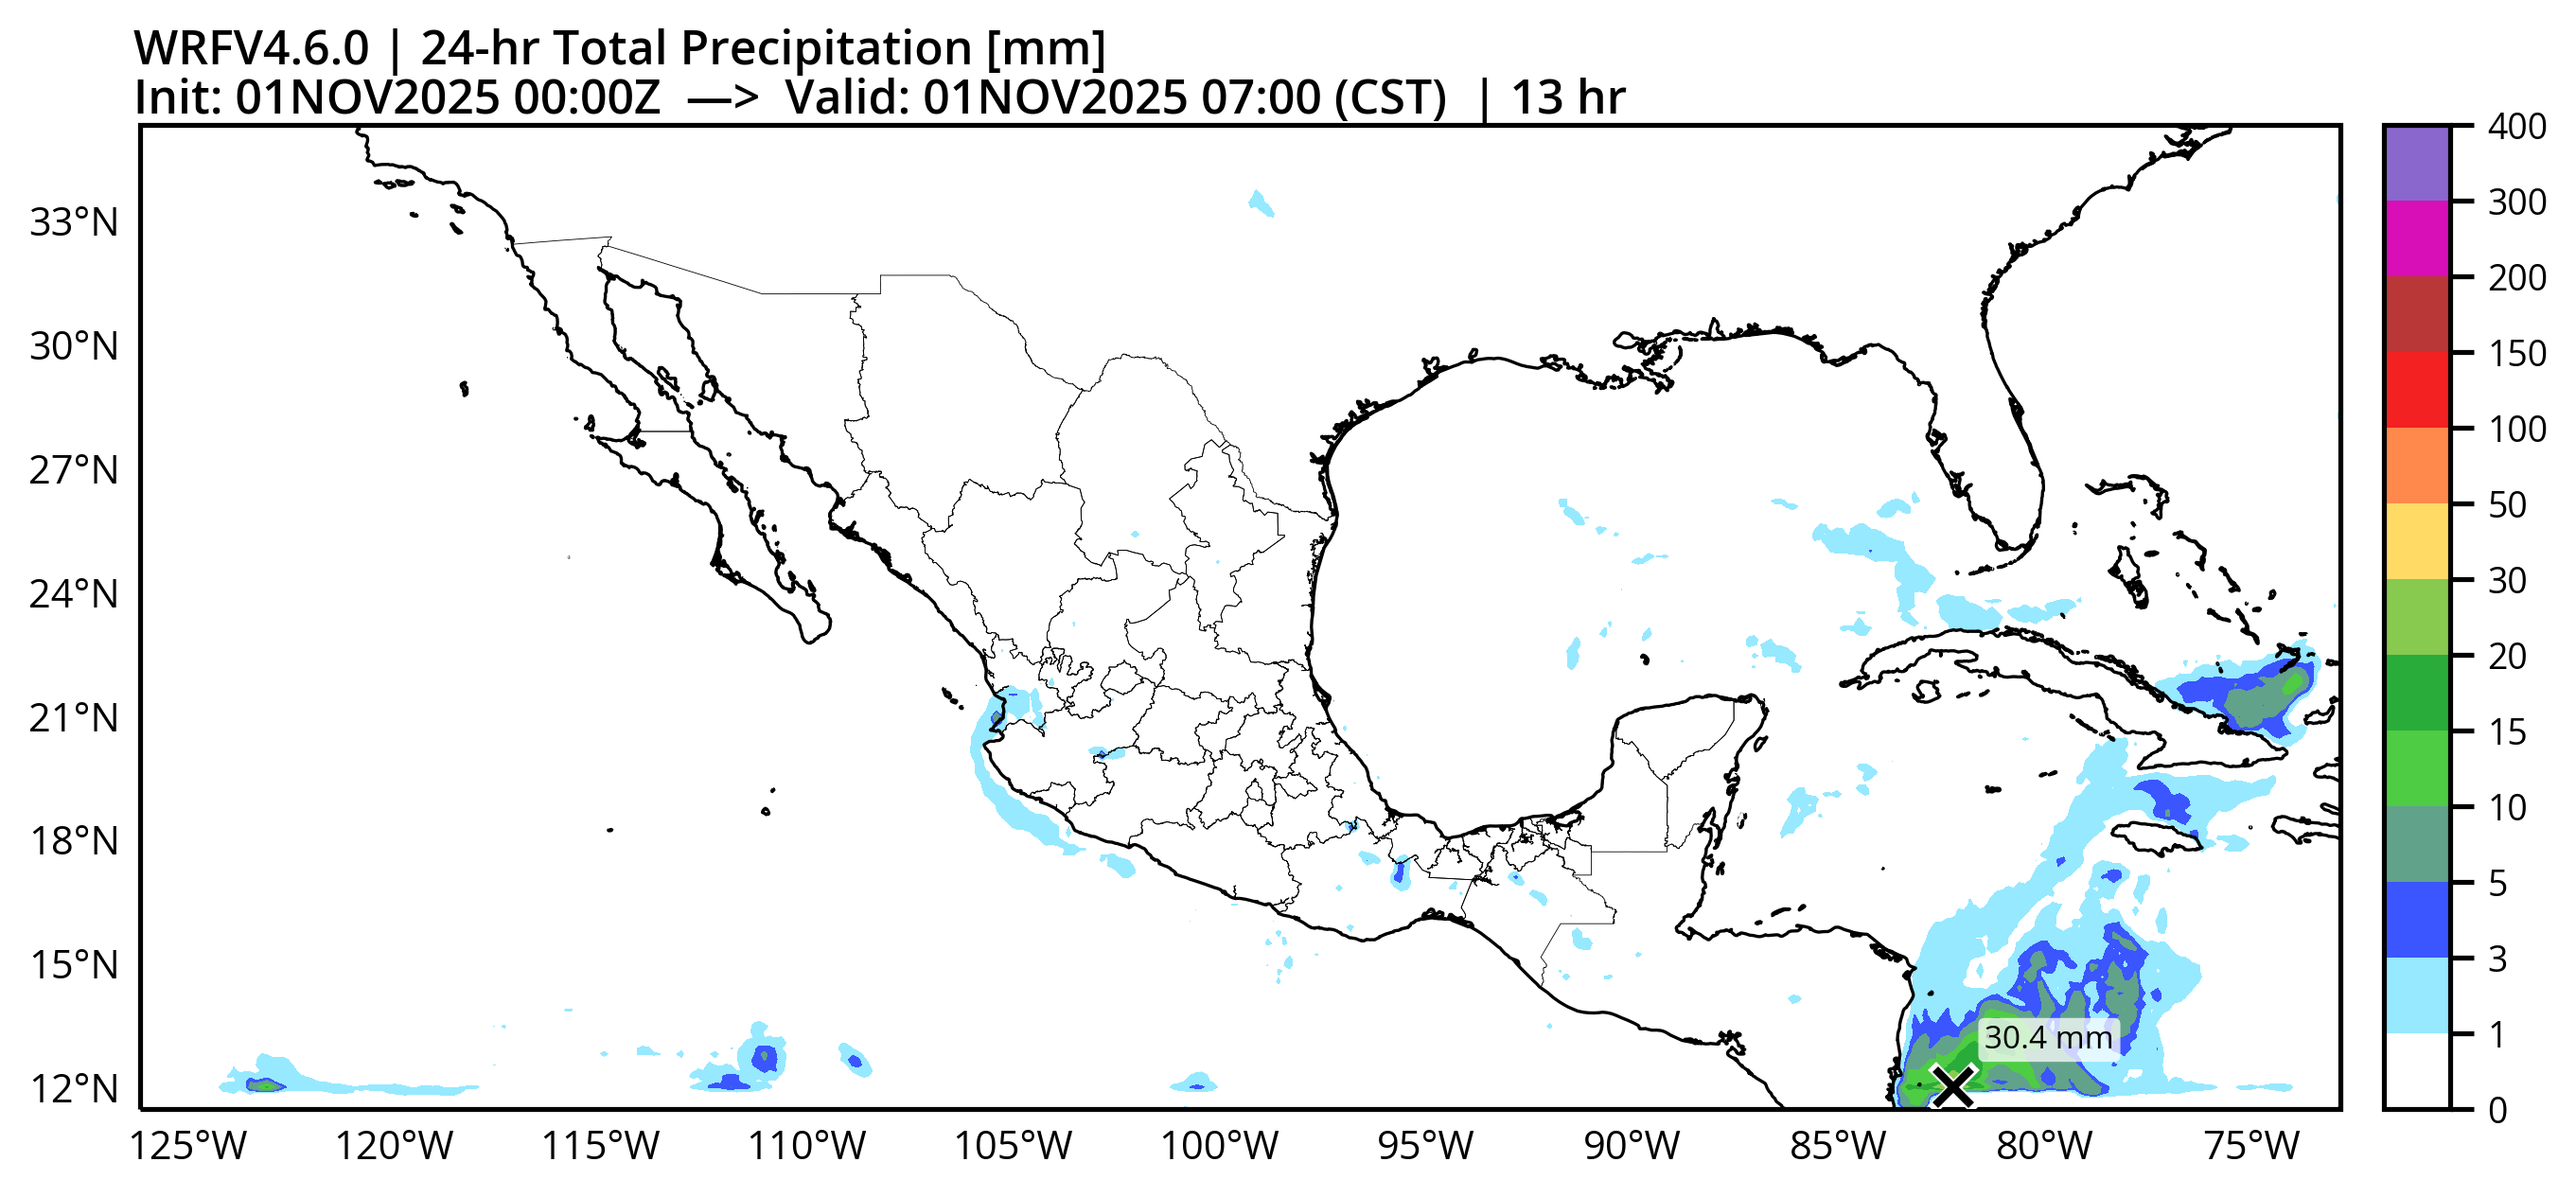 WRFV4.6.0 | 24-hr Total Precipitation [mm]
Init: 01NOV2025 00:00Z —> Valid: 01NOV2025 07:00 (CST) | 13 hr
33°N
30°N
27°N
24°N
21°N
18°N
15°N
12°N
30.4 mm
125°W
120°W
115°W
110°W
105°W
100°W
95°W
90°W
85°W
80°W
75°W
400
300
200
150
100
50
30
20
15
10
5
3
1
0